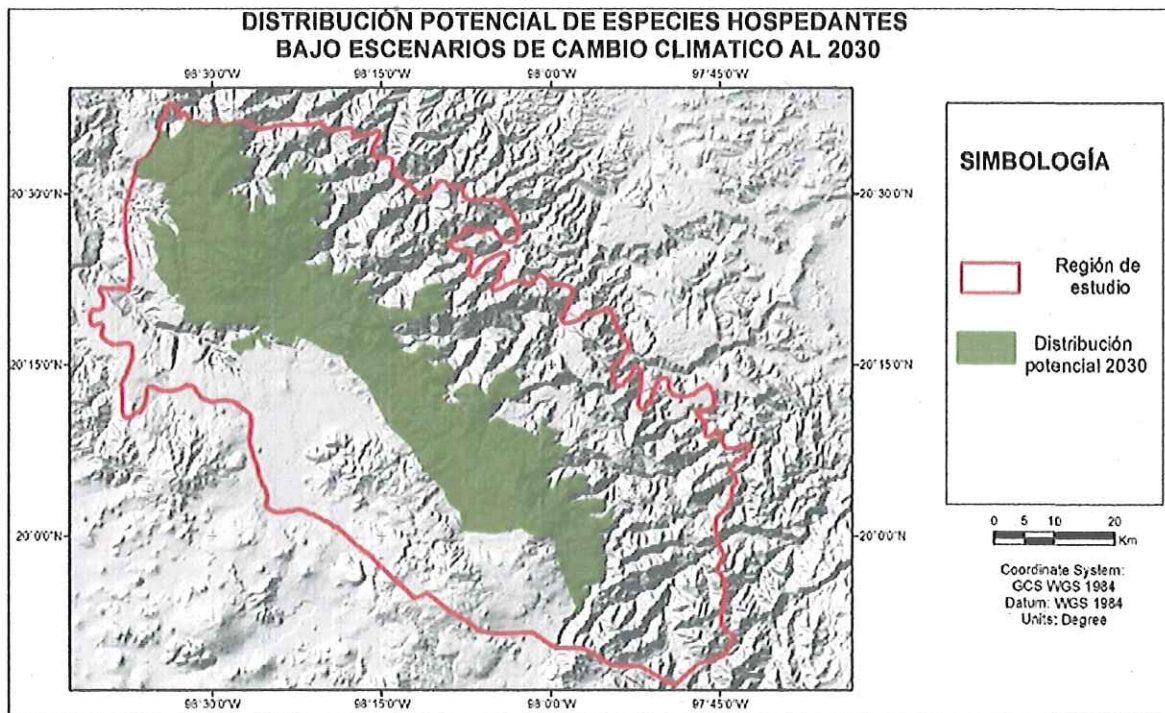 DISTRIBUCIÓN POTENCIAL DE ESPECIES HOSPEDANTES
BAJO ESCENARIOS DE CAMBIO CLIMATICO AL 2030
98°30'0"W 98°15'0"W 98°0'0"W 97°45'0"W
20°30'0"N 20°30'0"N
20°15'0"N 20°15'0"N
20°0'0"N 20°0'0"N
98°30'0"W 98°15'0"W 98°0'0"W 97°45'0"W
SIMBOLOGÍA
Región de
estudio
Distribución
potencial 2030
0 5 10 20
Km
Coordinate System:
GCS WGS 1984
Datum: WGS 1984
Units: Degree